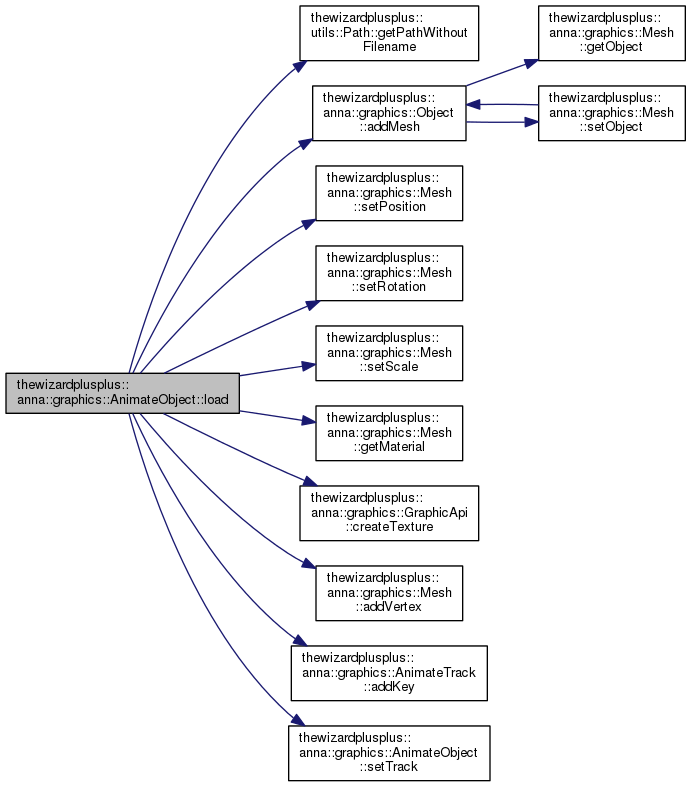 thewizardplusplus::
utils::Path::getPathWithout
Filename
thewizardplusplus::
anna::graphics::Mesh
::getObject
thewizardplusplus::
anna::graphics::Object
::addMesh
thewizardplusplus::
anna::graphics::Mesh
::setObject
thewizardplusplus::
anna::graphics::Mesh
::setPosition
thewizardplusplus::
anna::graphics::Mesh
::setRotation
thewizardplusplus::
anna::graphics::Mesh
::setScale
thewizardplusplus::
anna::graphics::AnimateObject::load
thewizardplusplus::
anna::graphics::Mesh
::getMaterial
thewizardplusplus::
anna::graphics::GraphicApi
::createTexture
thewizardplusplus::
anna::graphics::Mesh
::addVertex
thewizardplusplus::
anna::graphics::AnimateTrack
::addKey
thewizardplusplus::
anna::graphics::AnimateObject
::setTrack